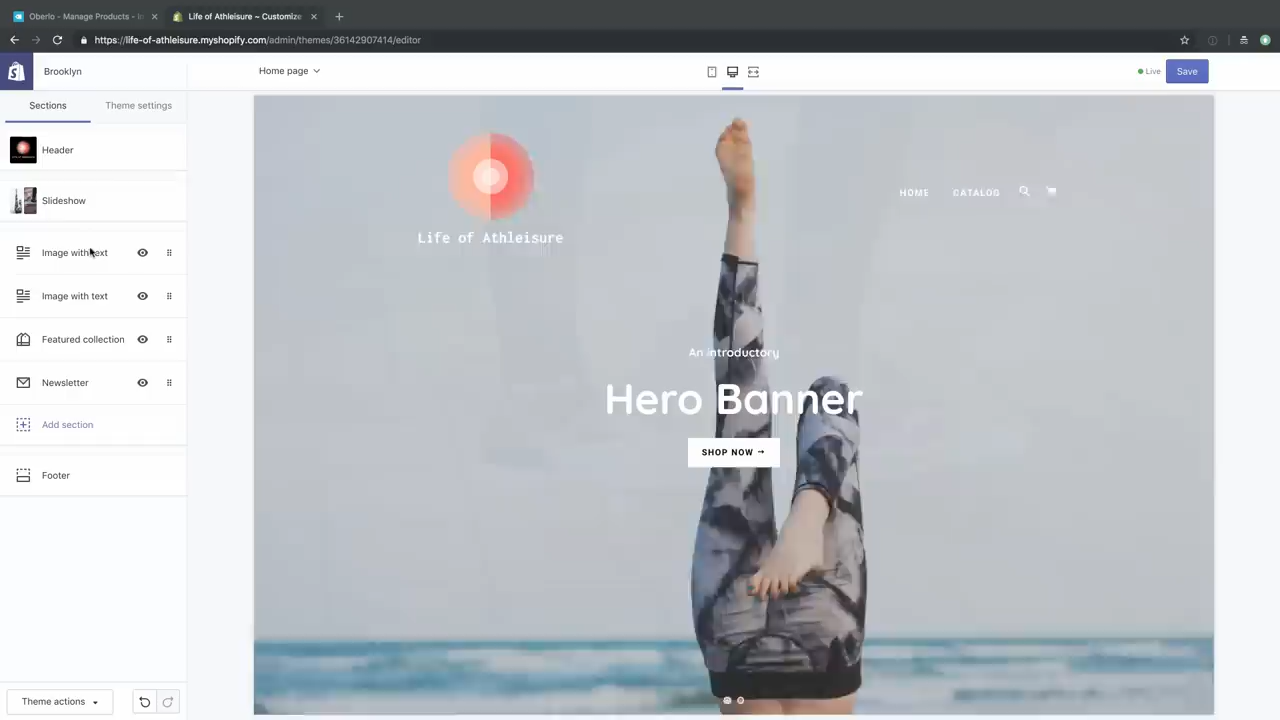 Oberlo - Manage Products - In
Life of Athleisure ~ Customize
https://life-of-athleisure.myshopify.com/admin/themes/36142907414/editor
Brooklyn
Home page
Live
Save
Sections
Theme settings
Header
Slideshow
Image with text
Image with text
Featured collection
Newsletter
Add section
Footer
Theme actions
Life of Athleisure
HOME
CATALOG
An introductory
Hero Banner
SHOP NOW →